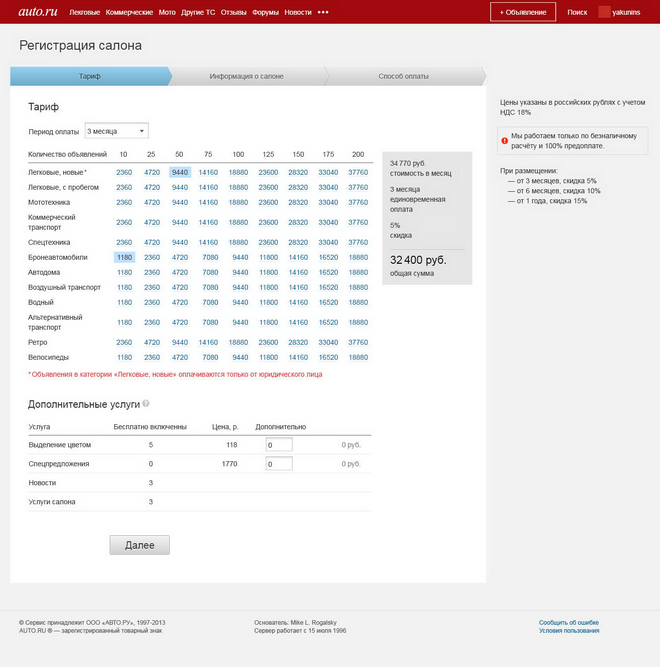 auto.ru Легковые Коммерческие Мото Другие ТС Отзывы Форумы Новости ••• + Объявление Поиск yakunins
Регистрация салона
Тариф Информация о салоне Способ оплаты
Тариф
Период оплаты 3 месяца
Количество объявлений 10 25 50 75 100 125 150 175 200
Легковые, новые* 2360 4720 9440 14160 18880 23600 28320 33040 37760
Легковые, с пробегом 2360 4720 9440 14160 18880 23600 28320 33040 37760
Мототехника 2360 4720 9440 14160 18880 23600 28320 33040 37760
Коммерческий
транспорт 2360 4720 9440 14160 18880 23600 28320 33040 37760
Спецтехника 2360 4720 9440 14160 18880 23600 28320 33040 37760
Бронеавтомобили 1180 2360 4720 7080 9440 11800 14160 16520 18880
Автодома 1180 2360 4720 7080 9440 11800 14160 16520 18880
Воздушный транспорт 1180 2360 4720 7080 9440 11800 14160 16520 18880
Водный 1180 2360 4720 7080 9440 11800 14160 16520 18880
Альтернативный
транспорт 1180 2360 4720 7080 9440 11800 14160 16520 18880
Ретро 2360 4720 9440 14160 18880 23600 28320 33040 37760
Велосипеды 1180 2360 4720 7080 9440 11800 14160 16520 18880
*Объявления в категории «Легковые, новые» оплачиваются только от юридического лица
34 770 руб.
стоимость в месяц
3 месяца
единовременная
оплата
5%
скидка
32 400 руб.
общая сумма
Цены указаны в российских рублях с учетом
НДС 18%
Мы работаем только по безналичному
расчёту и 100% предоплате.
При размещении:
— от 3 месяцев, скидка 5%
— от 6 месяцев, скидка 10%
— от 1 года, скидка 15%
Дополнительные услуги ?
Услуга Бесплатно включенны Цена, р. Дополнительно
Выделение цветом 5 118 0 0 руб.
Спецпредложения 0 1770 0 0 руб.
Новости 3
Услуги салона 3
Далее
© Сервис принадлежит ООО «АВТО.РУ», 1997-2013
AUTO.RU ® — зарегистрированный товарный знак
Основатель: Mike L. Rogalsky
Сервер работает с 15 июля 1996
Сообщить об ошибке
Условия пользования